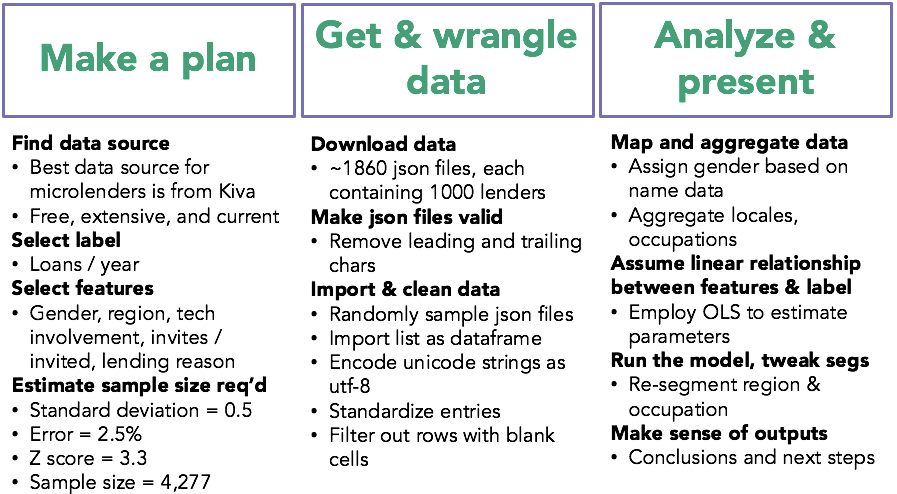 Make a plan
Find data source
• Best data source for
microlenders is from Kiva
• Free, extensive, and current
Select label
• Loans / year
Select features
• Gender, region, tech
involvement, invites /
invited, lending reason
Estimate sample size req’d
• Standard deviation = 0.5
• Error = 2.5%
• Z score = 3.3
• Sample size = 4,277
Get & wrangle
data
Download data
• ~1860 json files, each
containing 1000 lenders
Make json files valid
• Remove leading and trailing
chars
Import & clean data
• Randomly sample json files
• Import list as dataframe
• Encode unicode strings as
utf-8
• Standardize entries
• Filter out rows with blank
cells
Analyze &
present
Map and aggregate data
• Assign gender based on
name data
• Aggregate locales,
occupations
Assume linear relationship
between features & label
• Employ OLS to estimate
parameters
Run the model, tweak segs
• Re-segment region &
occupation
Make sense of outputs
• Conclusions and next steps